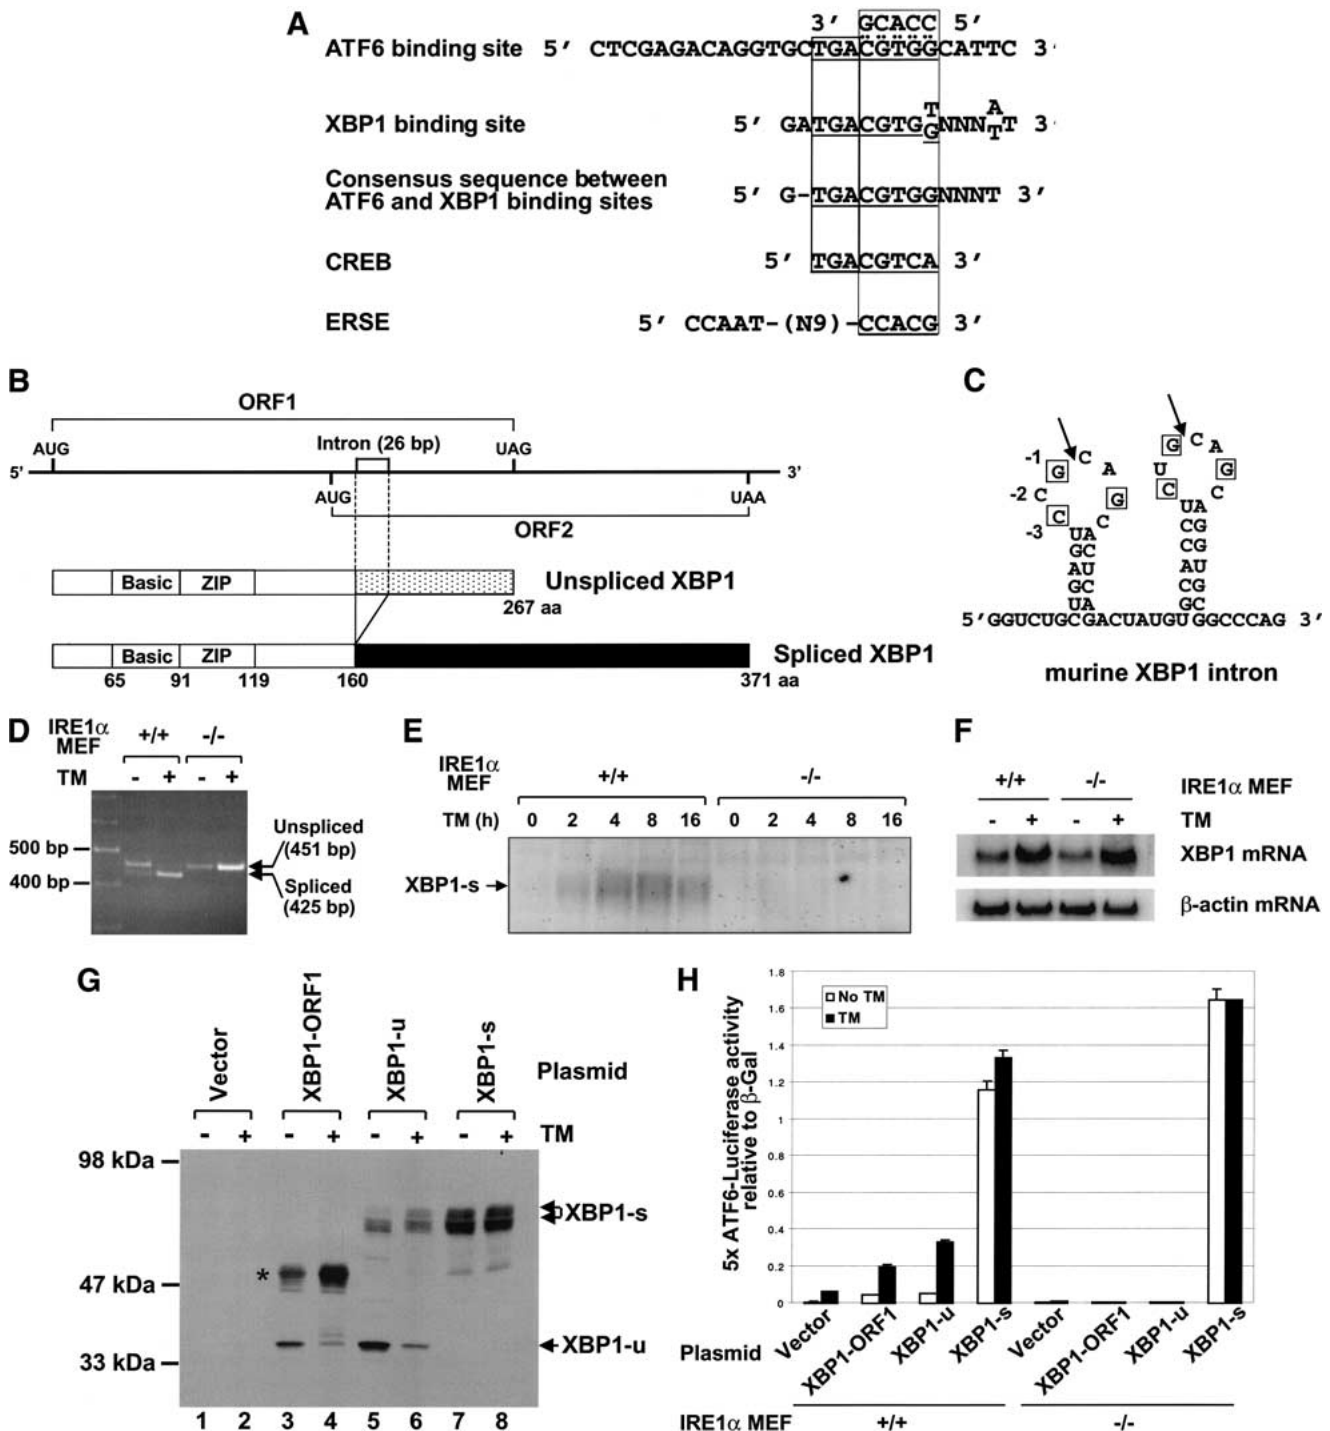 A
3′ GCACC 5′
ATF6 binding site 5′ CTCGAGACAGGTGCTGACGTGGCATTC 3′
XBP1 binding site 5′ GATGACGTG T/G NNN A/T T 3′
Consensus sequence between
ATF6 and XBP1 binding sites 5′ G-TGACGTGGNNNT 3′
CREB 5′ TGACGTCA 3′
ERSE 5′ CCAAT-(N9)-CCACG 3′
B
ORF1
AUG Intron (26 bp) UAG
5′ 3′
AUG UAA
ORF2
Basic ZIP Unspliced XBP1
267 aa
Basic ZIP Spliced XBP1
65 91 119 160 371 aa
C
-1 G C A G
-2 C
-3 C C
UA
GC
AU
GC
UA
G C A G
U
C C
UA
CG
CG
GC
AU
CG
GC
5′GGUCUGCGACUAUGUGGCCCAG 3′
murine XBP1 intron
D
IRE1α
MEF +/+ -/-
TM - + - +
500 bp
400 bp
Unspliced
(451 bp)
Spliced
(425 bp)
E
IRE1α
MEF +/+ -/-
TM (h) 0 2 4 8 16 0 2 4 8 16
XBP1-s
F
+/+ -/- IRE1α MEF
- + - + TM
XBP1 mRNA
β-actin mRNA
G
Vector XBP1-ORF1 XBP1-u XBP1-s Plasmid
- + - + - + - + TM
98 kDa
XBP1-s
*
47 kDa
XBP1-u
33 kDa
1 2 3 4 5 6 7 8
H
5x ATF6-Luciferase activity
relative to β-Gal
1.8
1.6
1.4
1.2
1
0.8
0.6
0.4
0.2
0
No TM
TM
Plasmid Vector XBP1-ORF1 XBP1-u XBP1-s Vector XBP1-ORF1 XBP1-u XBP1-s
IRE1α MEF +/+ -/-